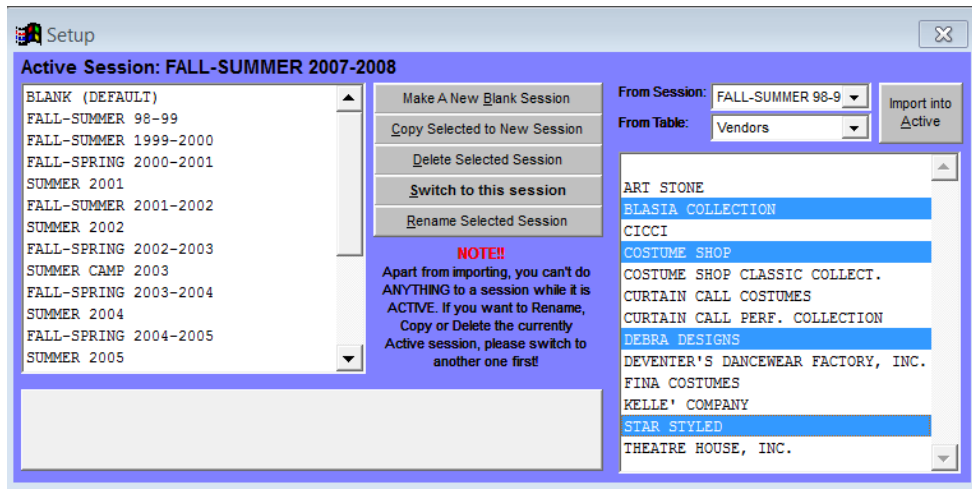 Setup
Active Session: FALL-SUMMER 2007-2008
BLANK (DEFAULT)
FALL-SUMMER 98-99
FALL-SUMMER 1999-2000
FALL-SPRING 2000-2001
SUMMER 2001
FALL-SUMMER 2001-2002
SUMMER 2002
FALL-SPRING 2002-2003
SUMMER CAMP 2003
FALL-SPRING 2003-2004
SUMMER 2004
FALL-SPRING 2004-2005
SUMMER 2005
Make A New Blank Session
Copy Selected to New Session
Delete Selected Session
Switch to this session
Rename Selected Session
NOTE!!
Apart from importing, you can't do
ANYTHING to a session while it is
ACTIVE. If you want to Rename,
Copy or Delete the currently
Active session, please switch to
another one first!
From Session: FALL-SUMMER 98-9
From Table: Vendors
Import into
Active
ART STONE
BLASIA COLLECTION
CICCI
COSTUME SHOP
COSTUME SHOP CLASSIC COLLECT.
CURTAIN CALL COSTUMES
CURTAIN CALL PERF. COLLECTION
DEBRA DESIGNS
DEVENTER'S DANCEWEAR FACTORY, INC.
FINA COSTUMES
KELLE' COMPANY
STAR STYLED
THEATRE HOUSE, INC.